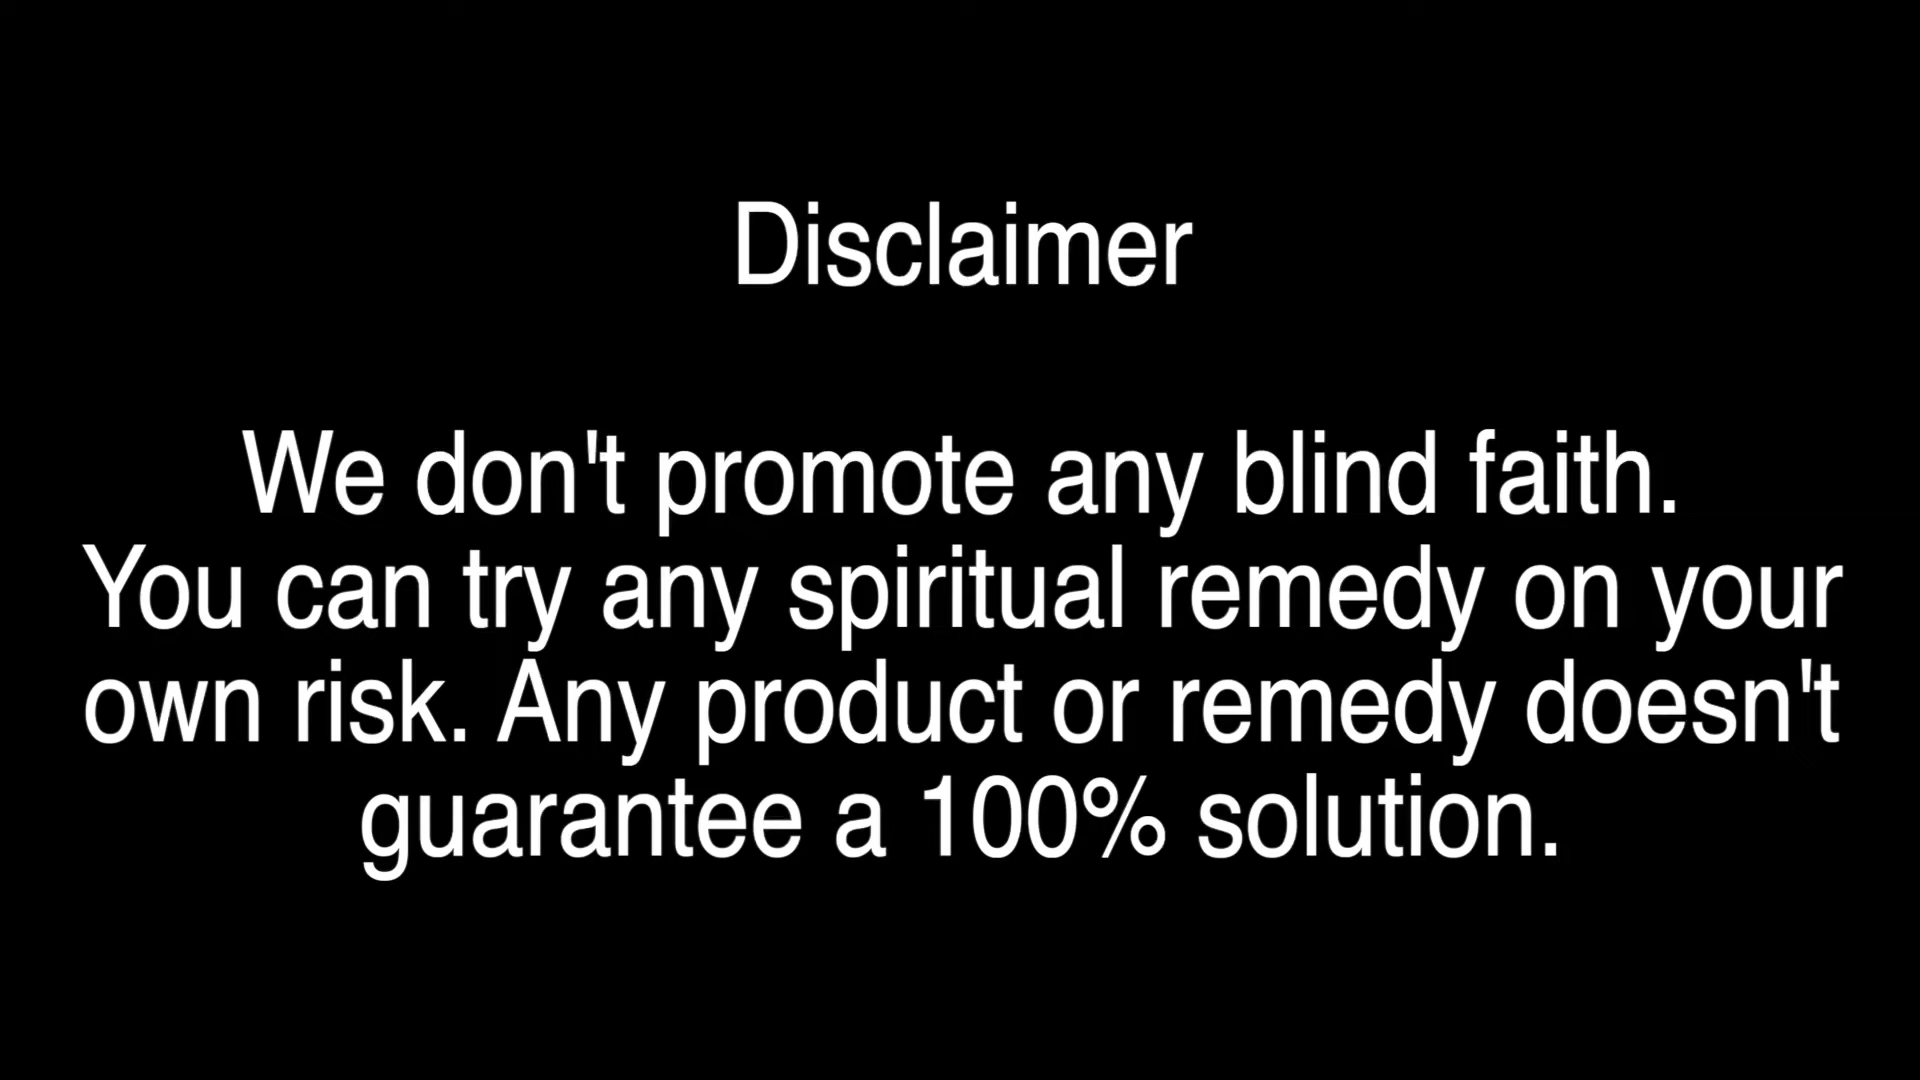 Disclaimer
We don't promote any blind faith.
You can try any spiritual remedy on your
own risk. Any product or remedy doesn't
guarantee a 100% solution.